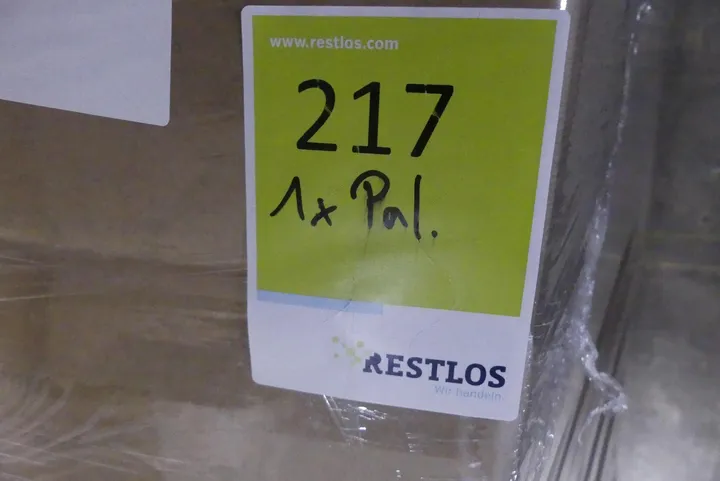 www.restlos.com
217
1x Pal.
RESTLOS
Wir handeln.